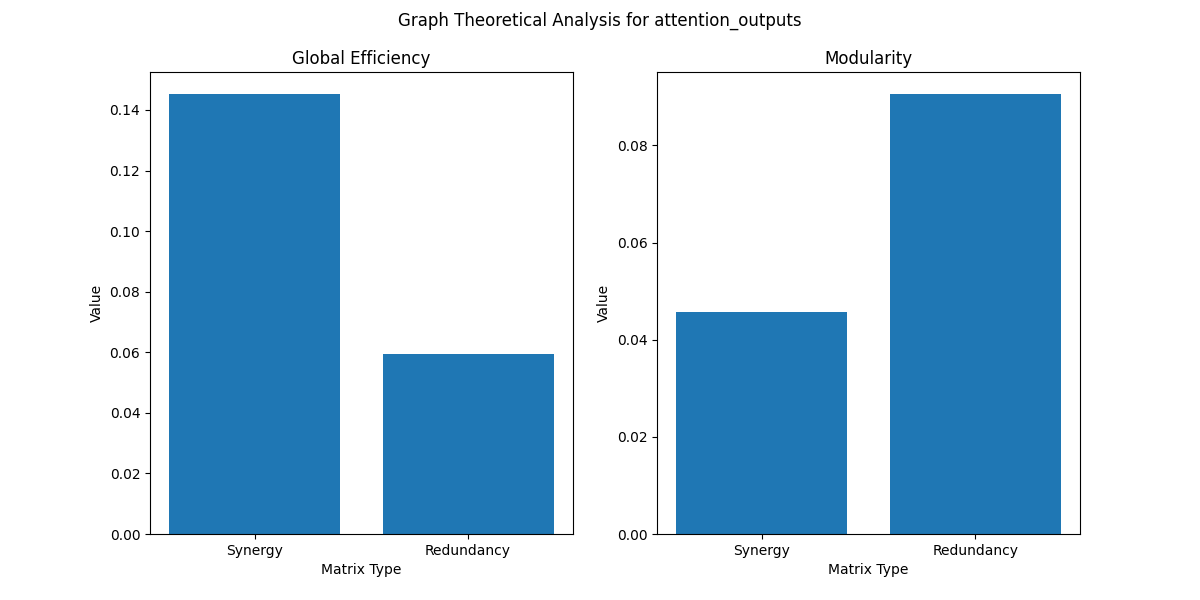 Graph Theoretical Analysis for attention_outputs
Global Efficiency
Value
0.14
0.12
0.10
0.08
0.06
0.04
0.02
0.00
Synergy
Redundancy
Matrix Type
Modularity
Value
0.08
0.06
0.04
0.02
0.00
Synergy
Redundancy
Matrix Type